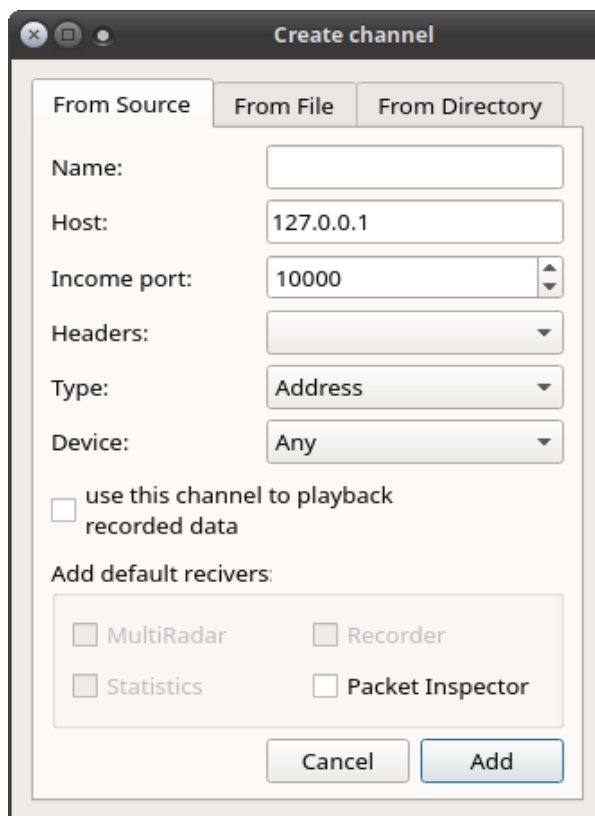 Create channel
From Source From File From Directory
Name:
Host: 127.0.0.1
Income port: 10000
Headers:
Type: Address
Device: Any
use this channel to playback
recorded data
Add default recivers:
MultiRadar Recorder
Statistics Packet Inspector
Cancel Add